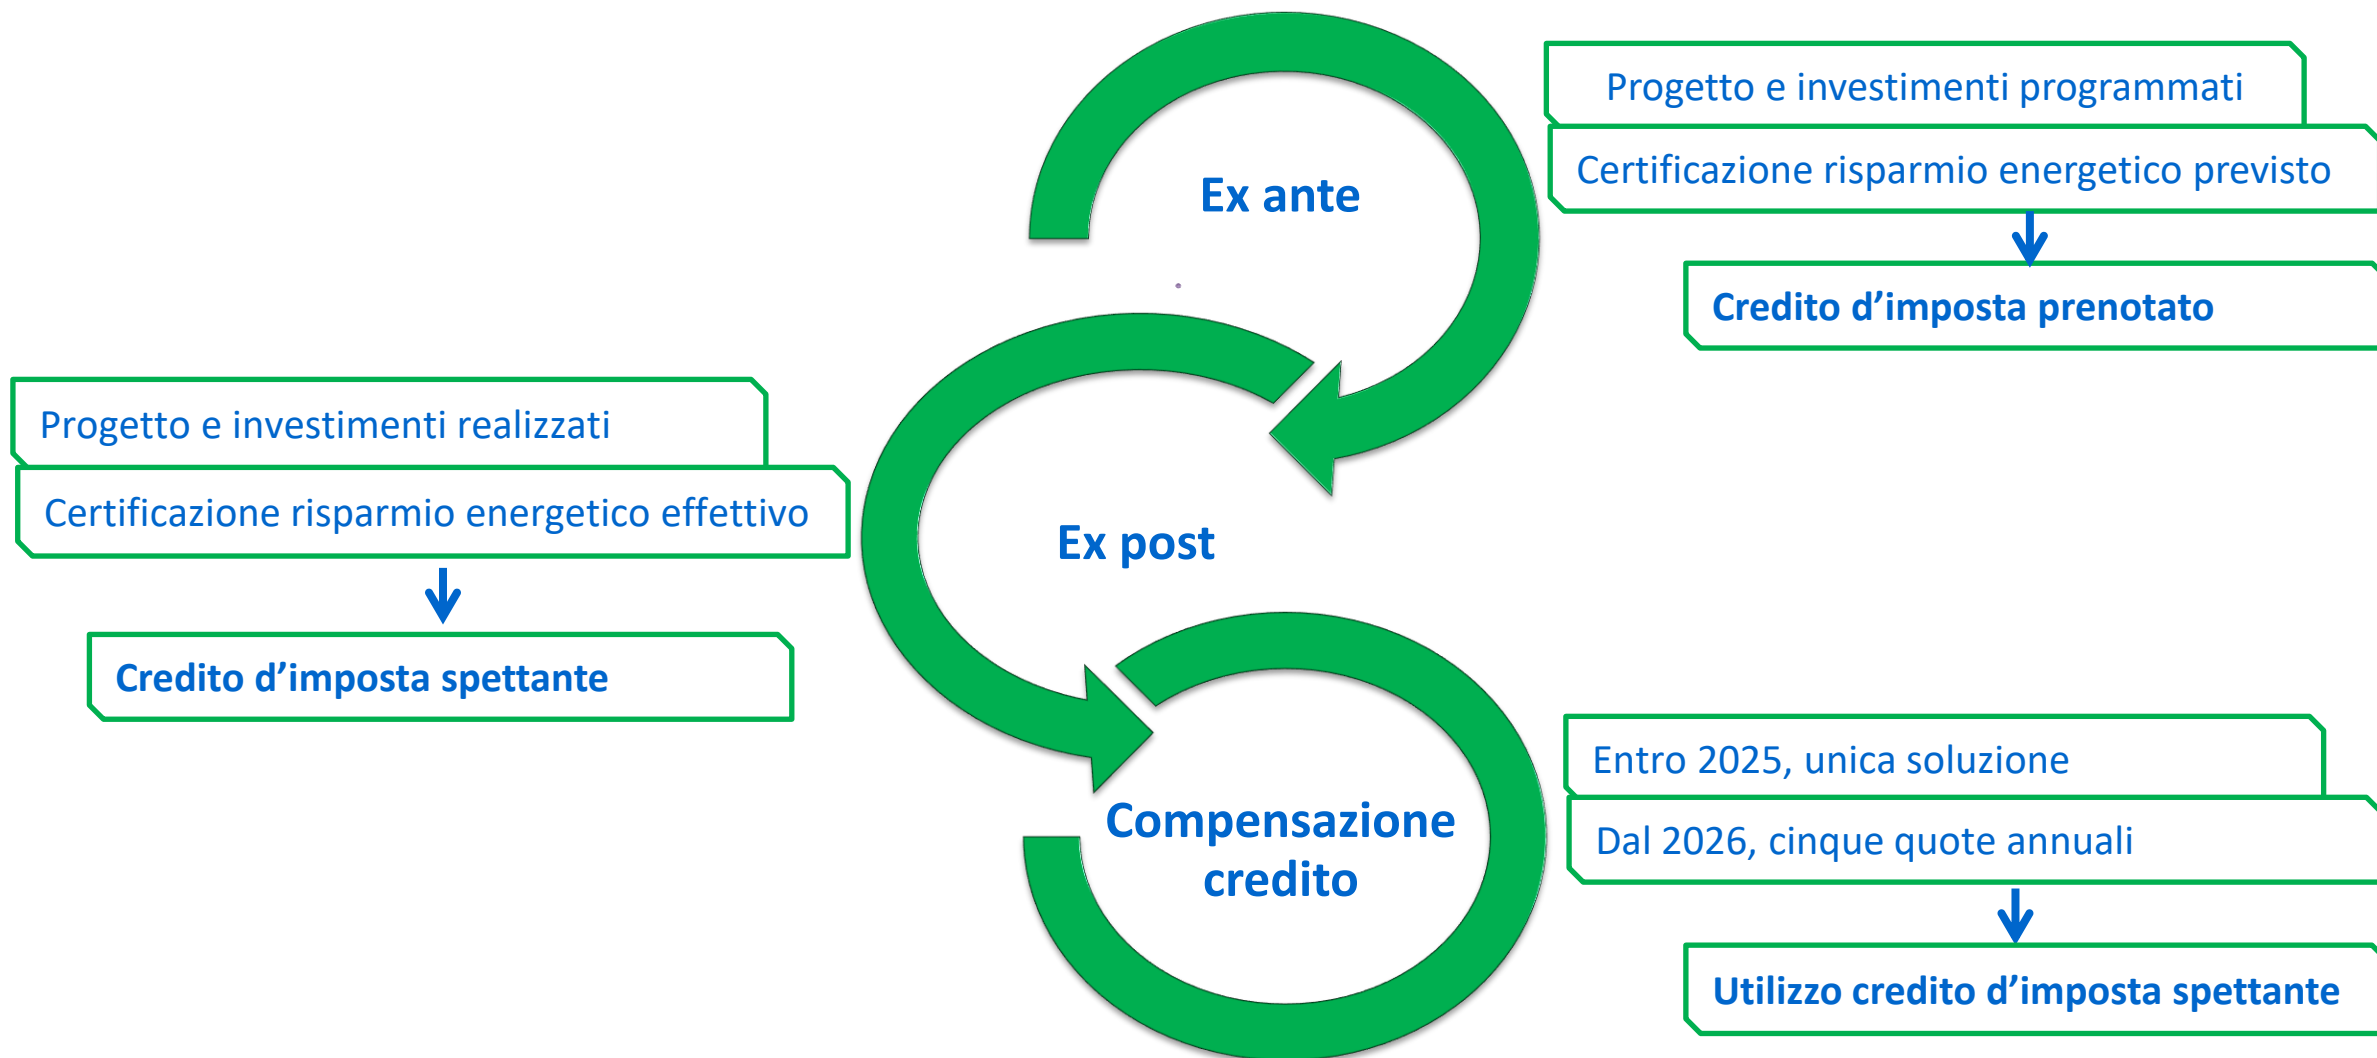 Ex ante
Progetto e investimenti programmati
Certificazione risparmio energetico previsto
Credito d’imposta prenotato
Ex post
Progetto e investimenti realizzati
Certificazione risparmio energetico effettivo
Credito d’imposta spettante
Compensazione
credito
Entro 2025, unica soluzione
Dal 2026, cinque quote annuali
Utilizzo credito d’imposta spettante